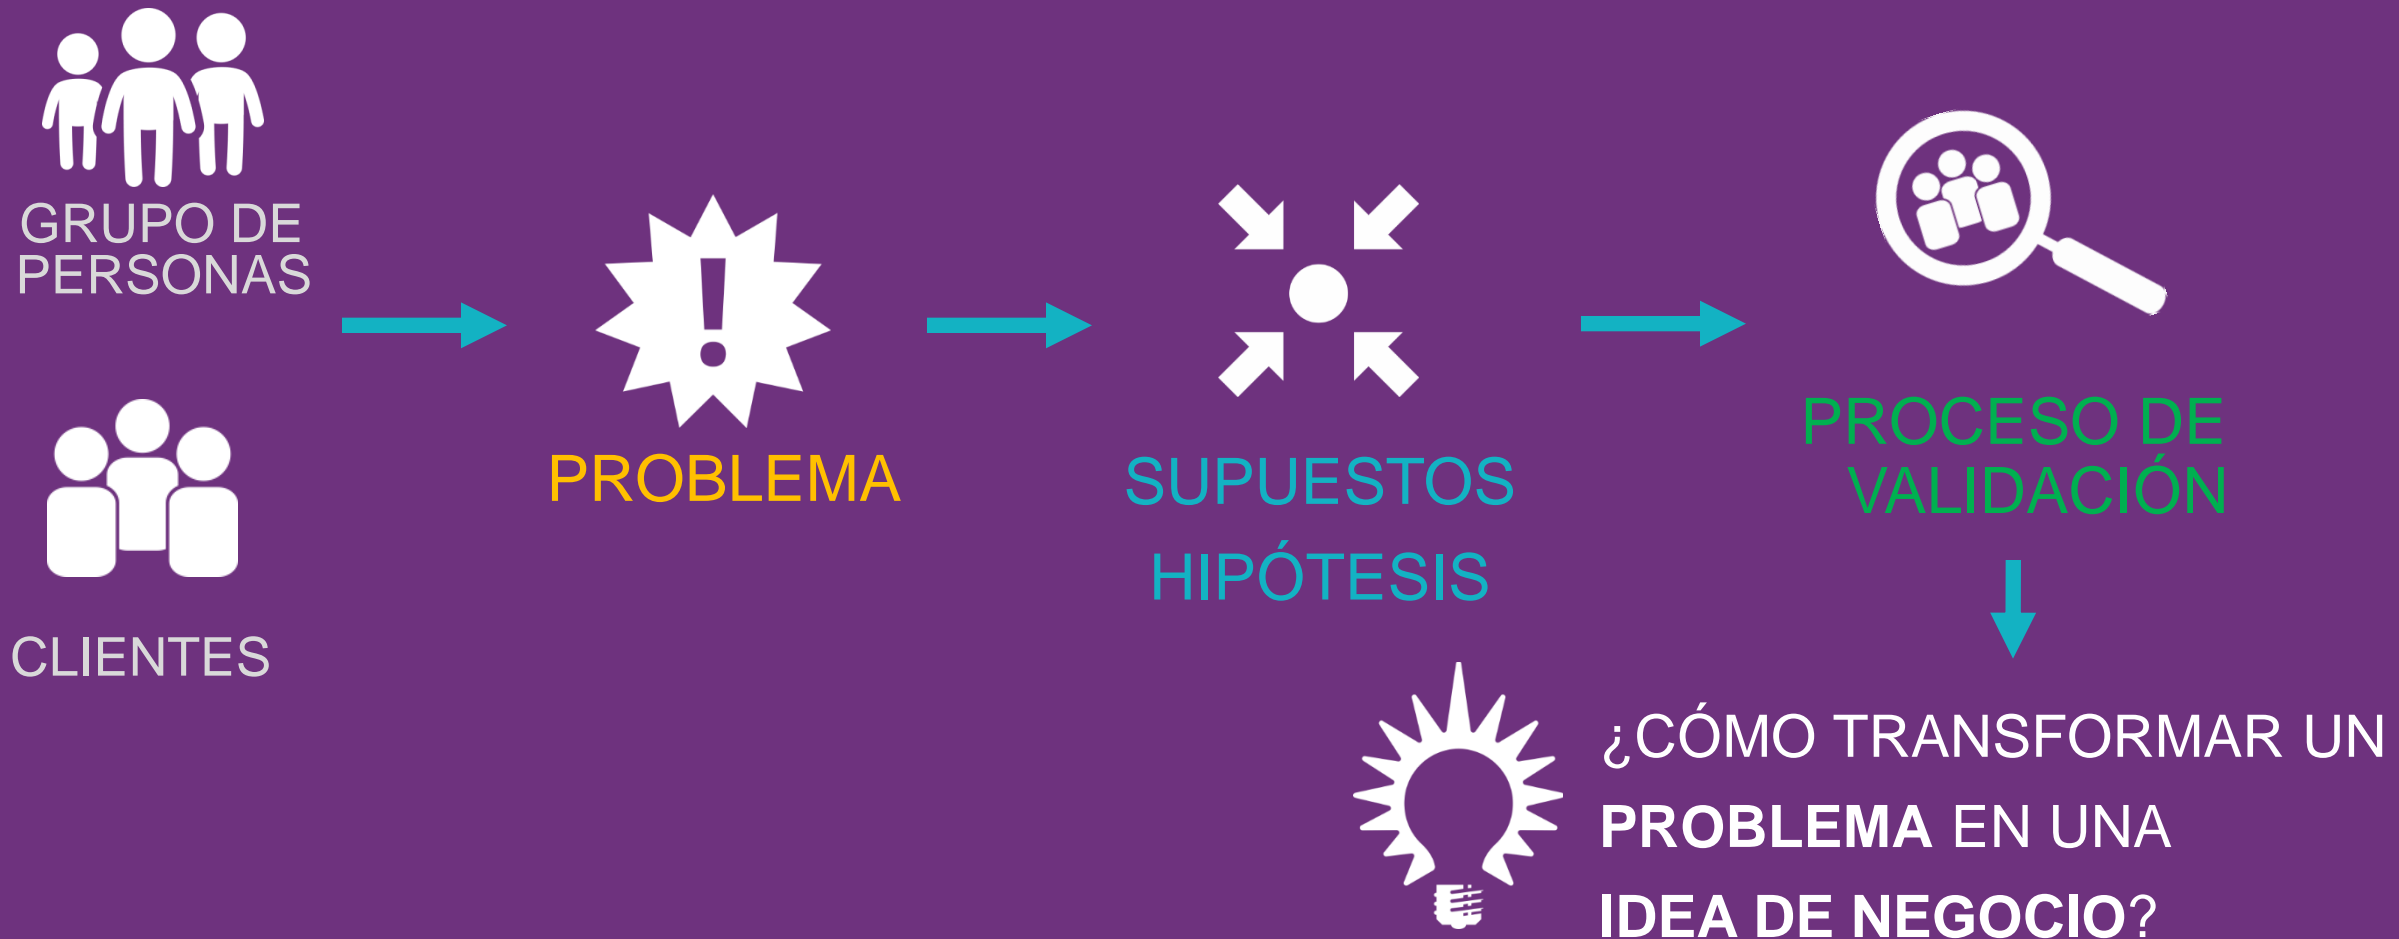 GRUPO DE
PERSONAS
CLIENTES
PROBLEMA
SUPUESTOS
HIPÓTESIS
PROCESO DE
VALIDACIÓN
¿CÓMO TRANSFORMAR UN
PROBLEMA EN UNA
IDEA DE NEGOCIO?